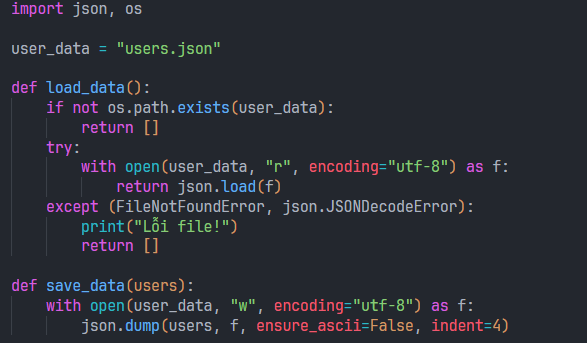 import json, os
user_data = "users.json"
def load_data():
if not os.path.exists(user_data):
return []
try:
with open(user_data, "r", encoding="utf-8") as f:
return json.load(f)
except (FileNotFoundError, json.JSONDecodeError):
print("Lỗi file!")
return []
def save_data(users):
with open(user_data, "w", encoding="utf-8") as f:
json.dump(users, f, ensure_ascii=False, indent=4)